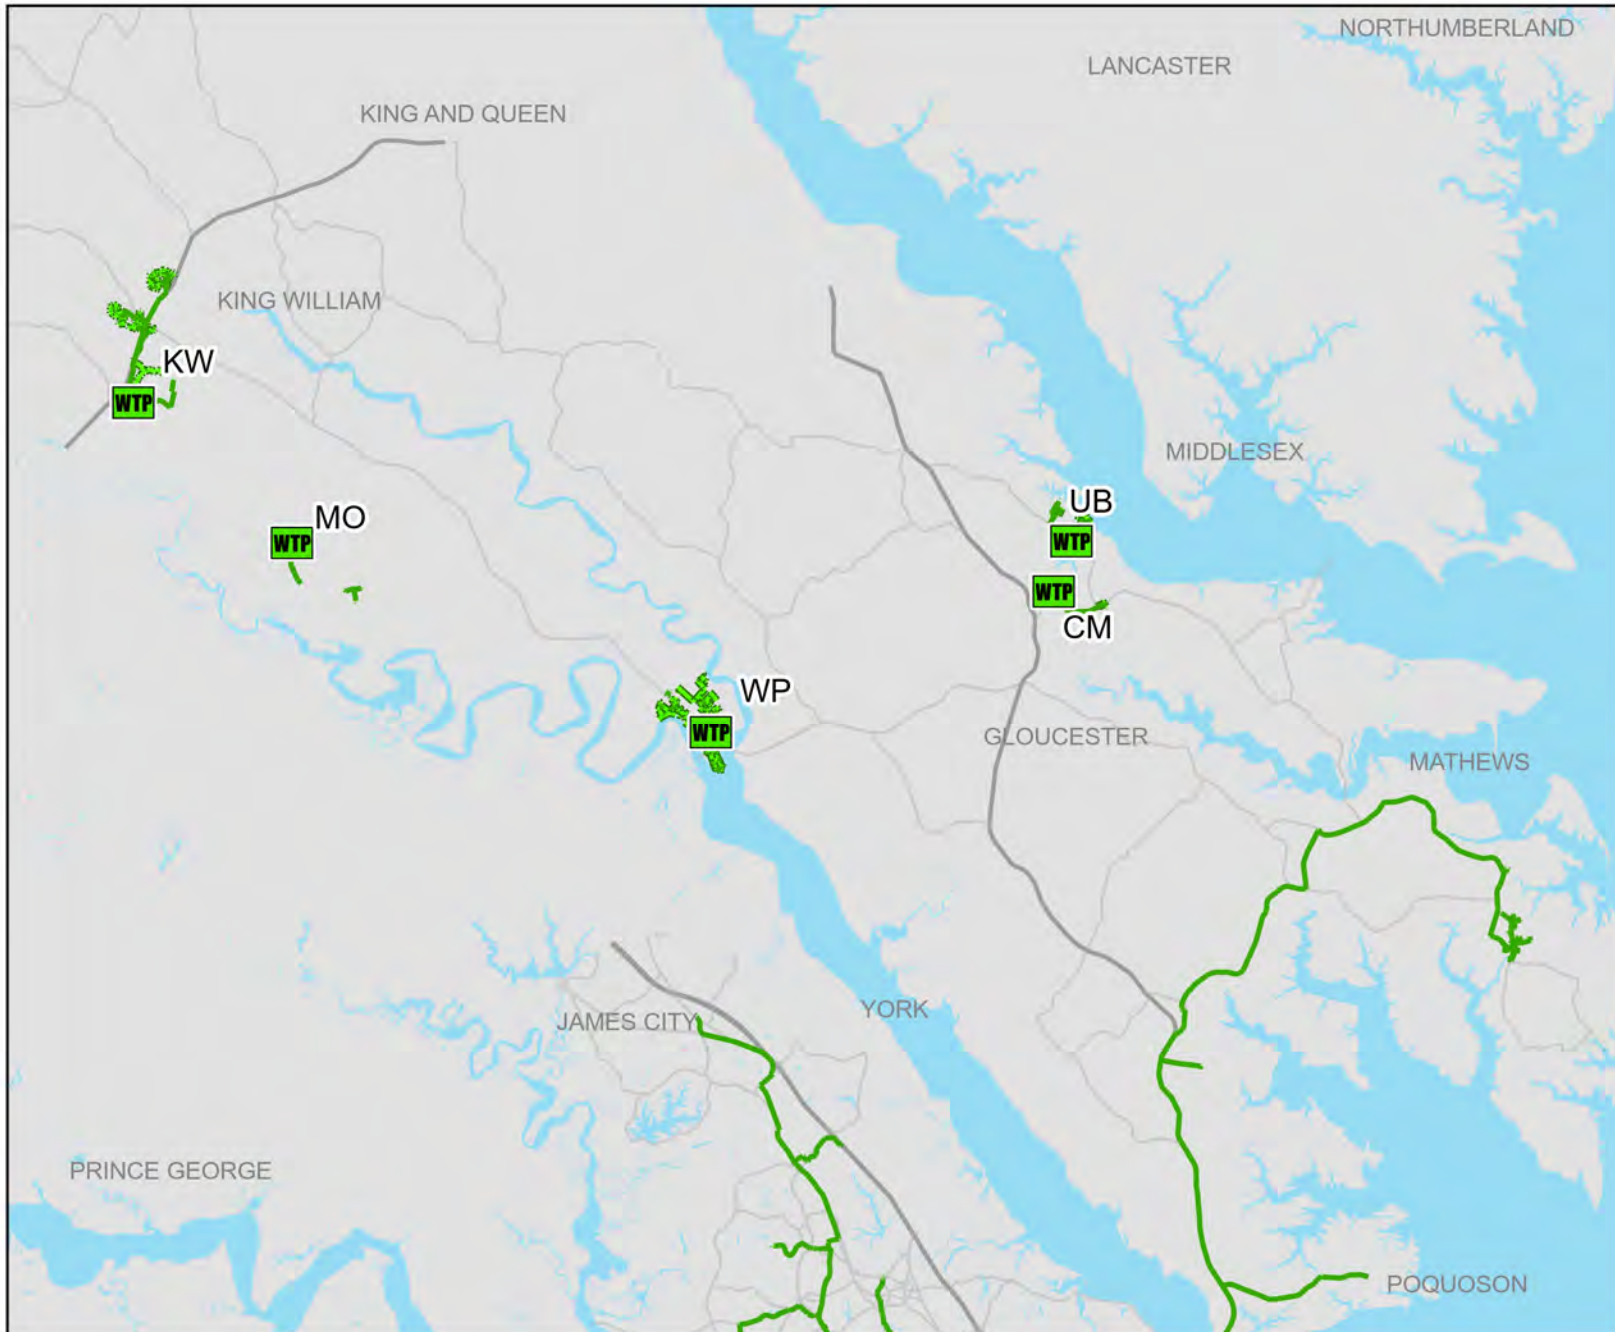 NORTHUMBERLAND
LANCASTER
KING AND QUEEN
KING WILLIAM
KW
WTP
MIDDLESEX
UB
MO
WTP
WTP
WTP
CM
WP
WTP
GLOUCESTER
MATHEWS
YORK
JAMES CITY
PRINCE GEORGE
POQUOSON